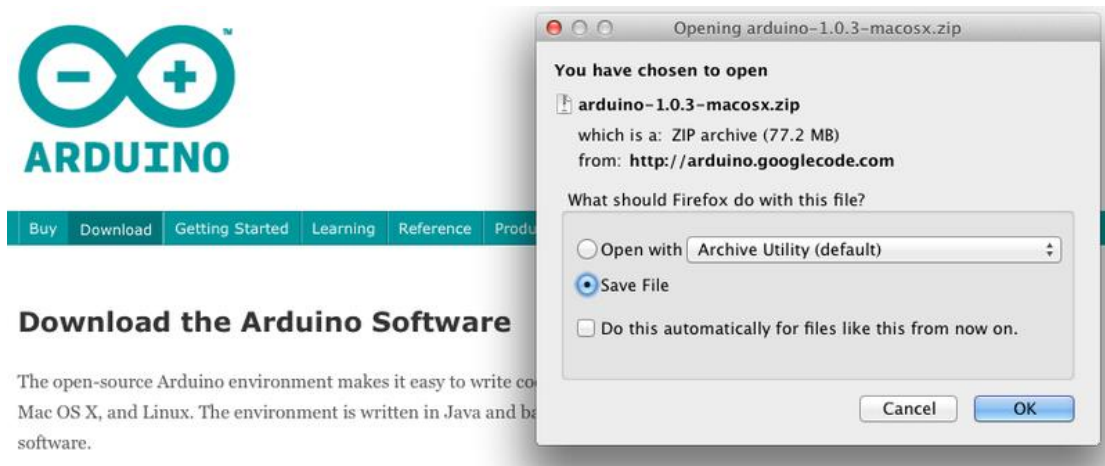 TM
ARDUINO
Buy Download Getting Started Learning Reference Produ
Download the Arduino Software
The open-source Arduino environment makes it easy to write co
Mac OS X, and Linux. The environment is written in Java and ba
software.
Opening arduino-1.0.3-macosx.zip
You have chosen to open
arduino-1.0.3-macosx.zip
which is a: ZIP archive (77.2 MB)
from: http://arduino.googlecode.com
What should Firefox do with this file?
Open with Archive Utility (default)
Save File
Do this automatically for files like this from now on.
Cancel OK